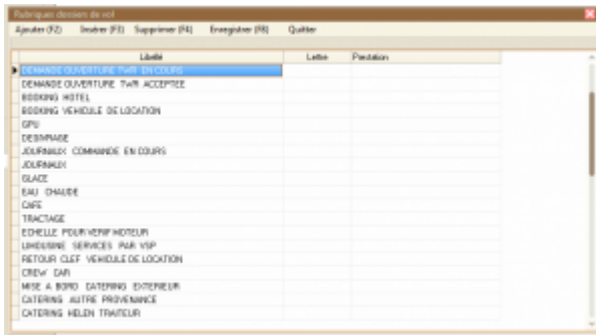 Rubriques dossier de vol
Ajouter (F2) Insérer (F3) Supprimer (F4) Enregistrer (F8) Quitter
Libellé Lettre Prestation
DEMANDE OUVERTURE TWR EN COURS
DEMANDE OUVERTURE TWR ACCEPTEE
BOOKING HOTEL
BOOKING VEHICULE DE LOCATION
GPU
DEGIVRAGE
JOURNAUX COMMANDE EN COURS
JOURNAUX
GLACE
EAU CHAUDE
CAFE
TRACTAGE
ECHELLE POUR VERIF MOTEUR
LIMOUSINE SERVICES PAR VSP
RETOUR CLEF VEHICULE DE LOCATION
CREW CAR
MISE A BORD CATERING EXTERIEUR
CATERING AUTRE PROVENANCE
CATERING HELEN TRAITEUR